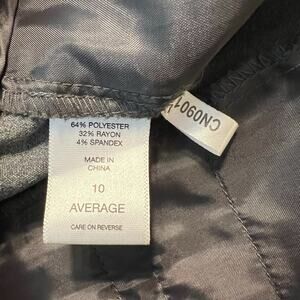 64% POLYESTER
32% RAYON
4% SPANDEX
MADE IN
CHINA
10
AVERAGE
CARE ON REVERSE
CN0901